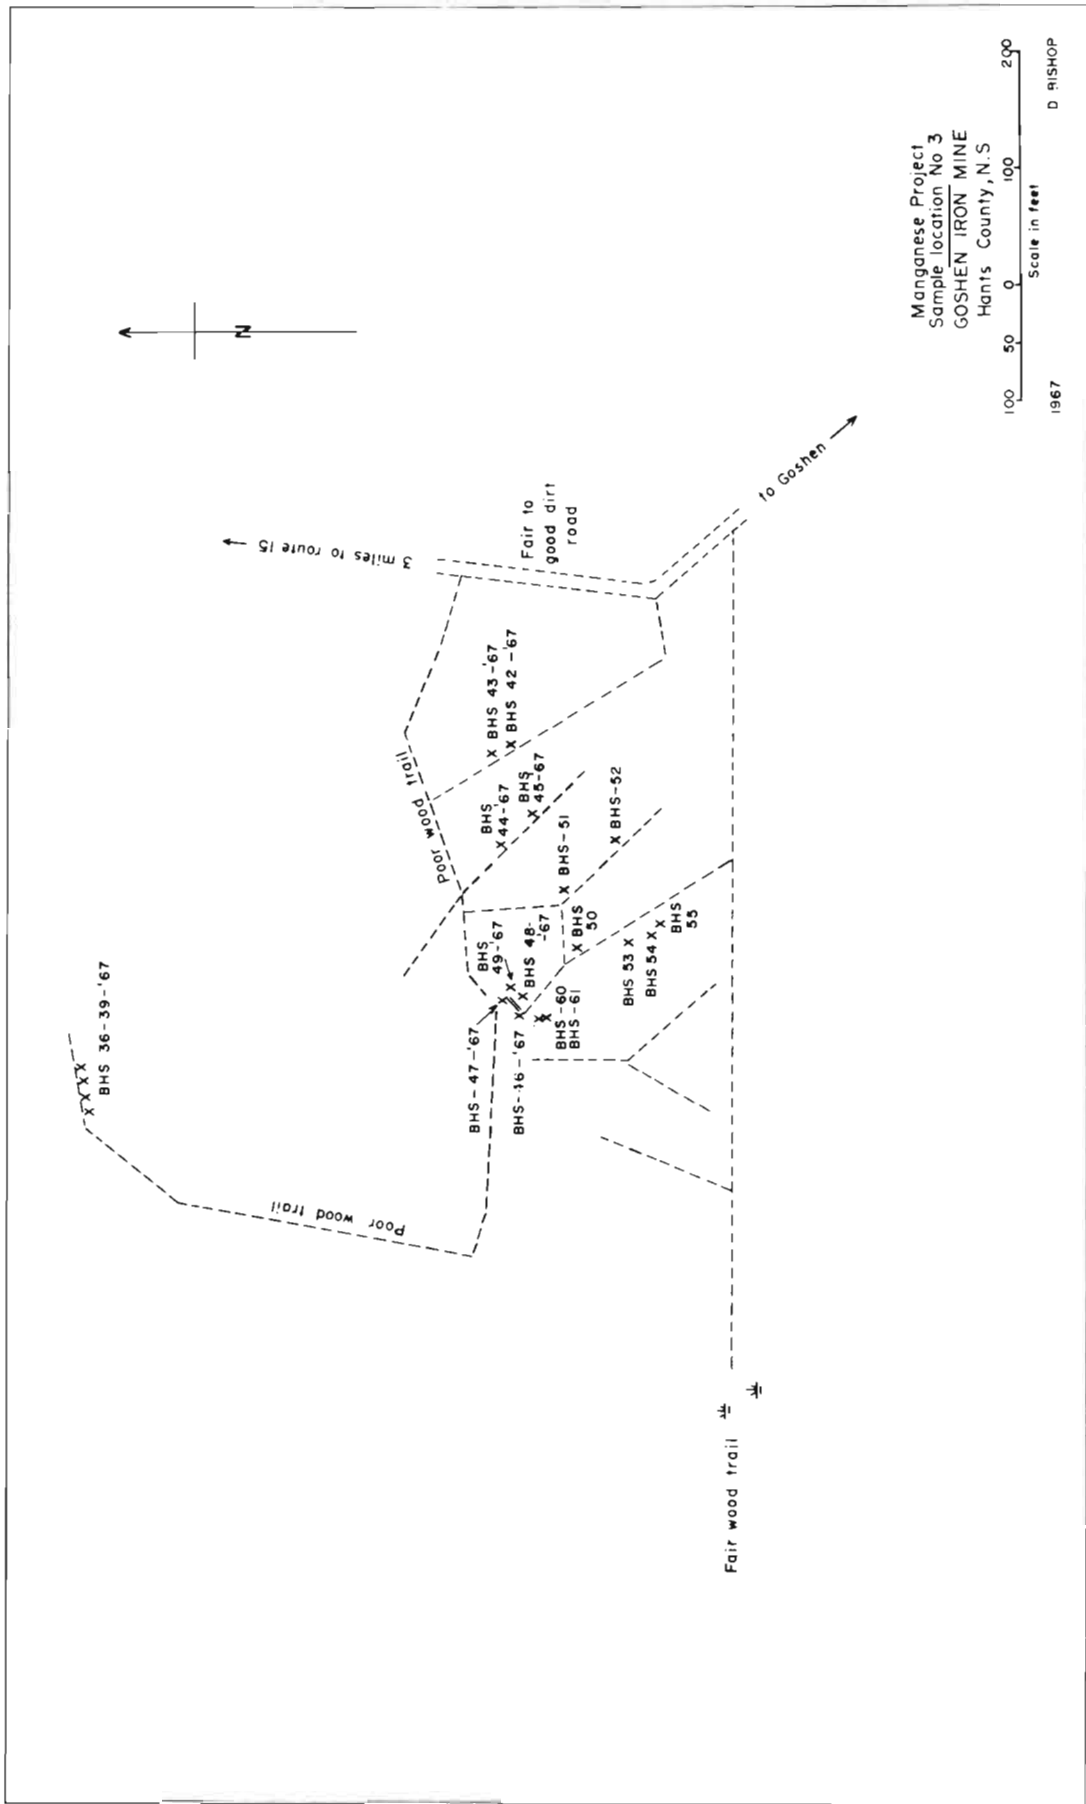 BHS 36-39-'67
Poor wood trail
3 miles to route 15
Fair to
good dirt
road
Poor wood trail
BHS 43-'67
BHS 42-'67
BHS
44-'67
BHS
45-67
BHS-51
BHS-52
BHS
49-'67
BHS 48-
-'67
BHS
50
BHS-47-'67
BHS-46-'67
BHS-60
BHS-61
BHS 53
BHS 54
BHS
55
to Goshen
Fair wood trail
N
Manganese Project
Sample location No 3
GOSHEN IRON MINE
Hants County, N.S
100 50 0 100 200
Scale in feet
1967
D BISHOP